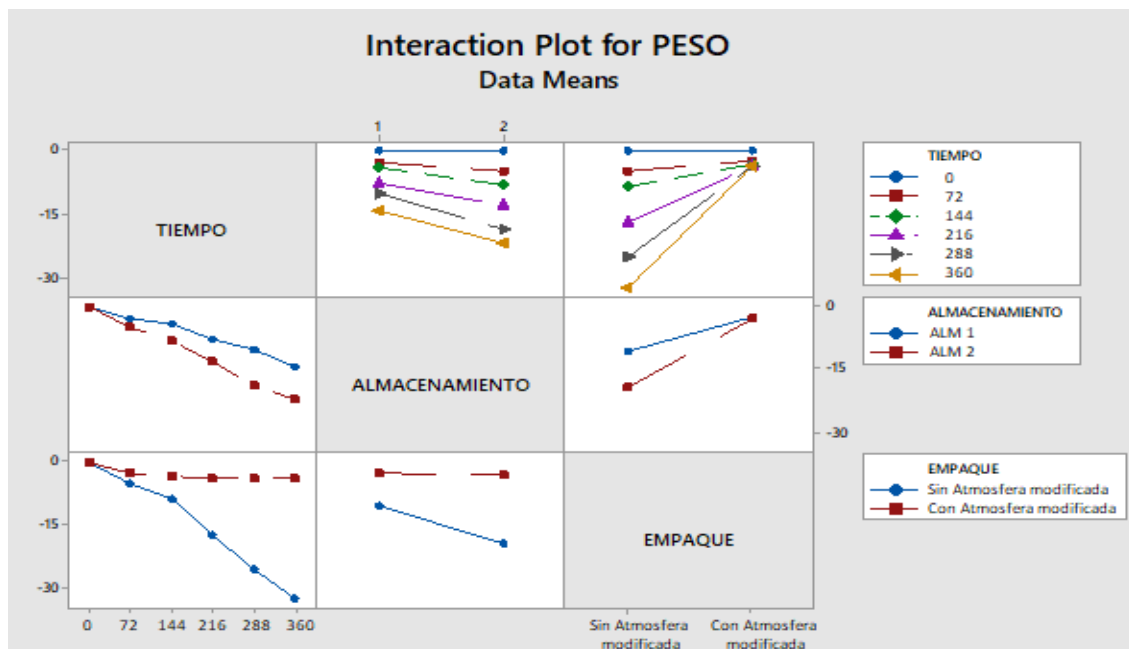 Interaction Plot for PESO
Data Means
1 2
0
-15
-30
TIEMPO
TIEMPO
0
72
144
216
288
360
ALMACENAMIENTO
0
-15
-30
ALMACENAMIENTO
ALM 1
ALM 2
0
-15
-30
EMPAQUE
EMPAQUE
Sin Atmosfera modificada
Con Atmosfera modificada
0 72 144 216 288 360
Sin Atmosfera modificada
Con Atmosfera modificada